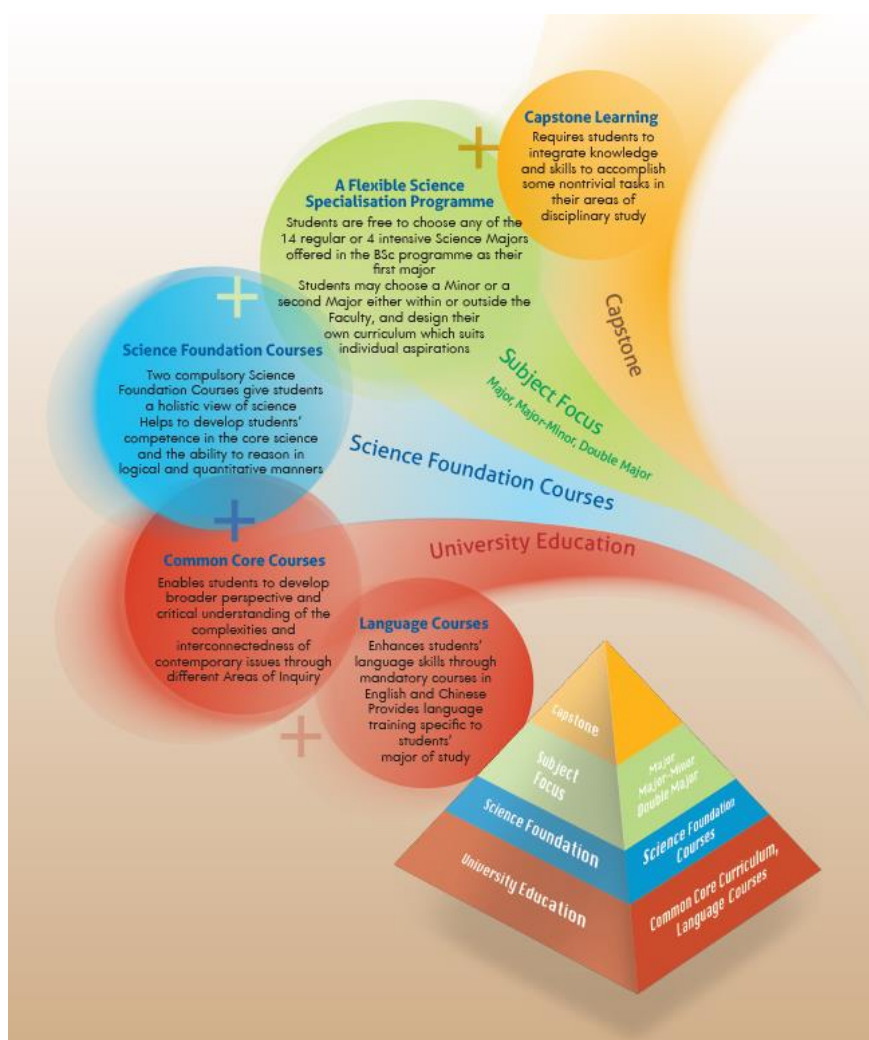 Capstone Learning
Requires students to
integrate knowledge
and skills to accomplish
some nontrivial tasks in
their areas of
disciplinary study
A Flexible Science
Specialisation Programme
Students are free to choose any of the
14 regular or 4 intensive Science Majors
offered in the BSc programme as their
first major
Students may choose a Minor or a
second Major either within or outside the
Faculty, and design their
own curriculum which suits
individual aspirations
Capstone
Subject Focus
Major, Major-Minor, Double Major
Science Foundation Courses
Two compulsory Science
Foundation Courses give students
a holistic view of science
Helps to develop students'
competence in the core science
and the ability to reason in
logical and quantitative manners
Science Foundation Courses
University Education
Common Core Courses
Enables students to develop
broader perspective and
critical understanding of the
complexities and
interconnectedness of
contemporary issues through
different Areas of Inquiry
Language Courses
Enhances students'
language skills through
mandatory courses in
English and Chinese
Provides language
training specific to
students'
major of study
Capstone
Subject
Focus
Major
Major-Minor
Double Major
Science Foundation
Science Foundation
Courses
University Education
Common Core Curriculum,
Language Courses